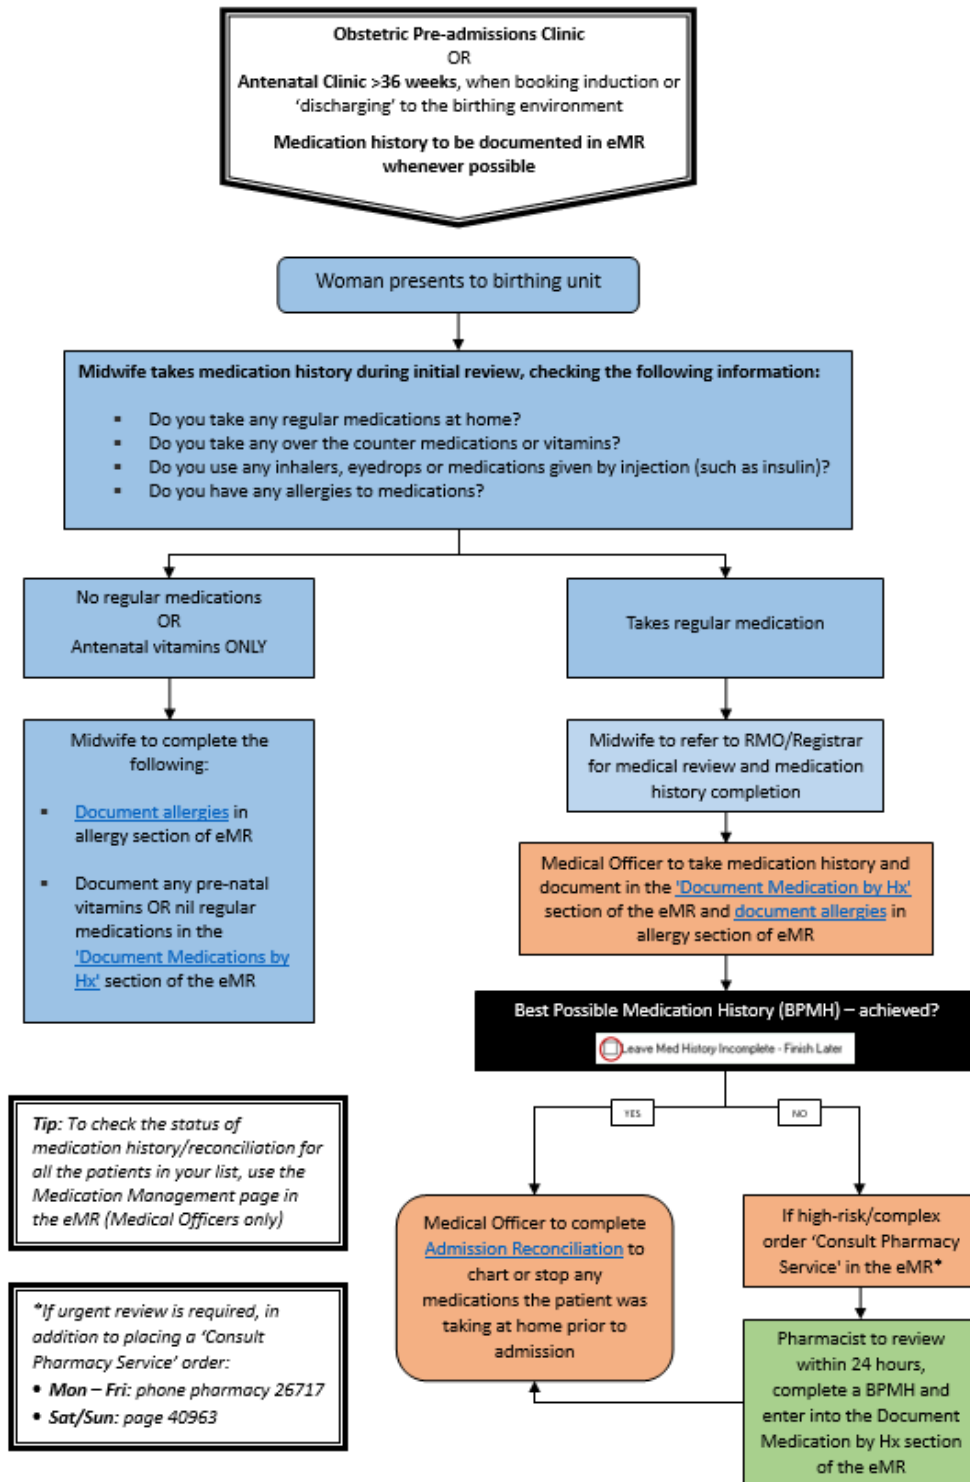 Obstetric Pre-admissions Clinic
OR
Antenatal Clinic >36 weeks, when booking induction or
'discharging' to the birthing environment
Medication history to be documented in eMR
whenever possible
Woman presents to birthing unit
Midwife takes medication history during initial review, checking the following information:
▪ Do you take any regular medications at home?
▪ Do you take any over the counter medications or vitamins?
▪ Do you use any inhalers, eyedrops or medications given by injection (such as insulin)?
▪ Do you have any allergies to medications?
No regular medications
OR
Antenatal vitamins ONLY
Midwife to complete the
following:
▪ Document allergies in
allergy section of eMR
▪ Document any pre-natal
vitamins OR nil regular
medications in the
'Document Medications by
Hx' section of the eMR
Takes regular medication
Midwife to refer to RMO/Registrar
for medical review and medication
history completion
Medical Officer to take medication history and
document in the 'Document Medication by Hx'
section of the eMR and document allergies in
allergy section of eMR
Best Possible Medication History (BPMH) – achieved?
Leave Med History Incomplete - Finish Later
YES
NO
Medical Officer to complete
Admission Reconciliation to
chart or stop any
medications the patient was
taking at home prior to
admission
If high-risk/complex
order 'Consult Pharmacy
Service' in the eMR*
Pharmacist to review
within 24 hours,
complete a BPMH and
enter into the Document
Medication by Hx section
of the eMR
Tip: To check the status of
medication history/reconciliation for
all the patients in your list, use the
Medication Management page in
the eMR (Medical Officers only)
*If urgent review is required, in
addition to placing a 'Consult
Pharmacy Service' order:
• Mon – Fri: phone pharmacy 26717
• Sat/Sun: page 40963